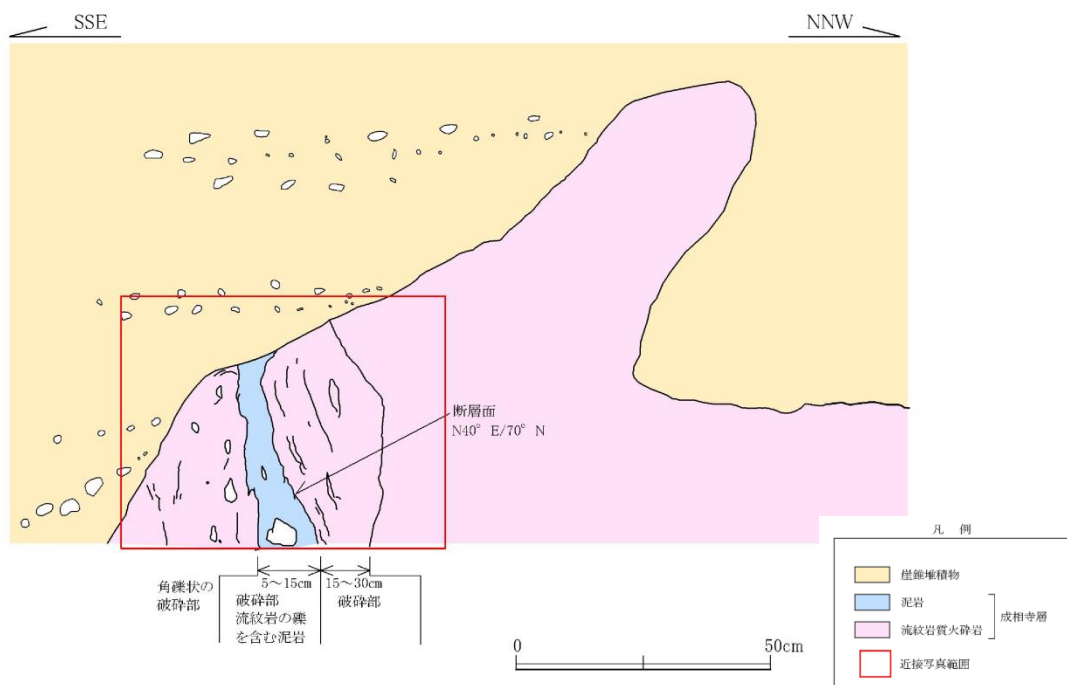 SSE
NNW
断層面
N40° E/70° N
角礫状の
破砕部
5~15cm
破砕部
流紋岩の礫
を含む泥岩
15~30cm
破砕部
0
50cm
凡 例
崖錐堆積物
泥岩
流紋岩質火砕岩
成相寺層
近接写真範囲